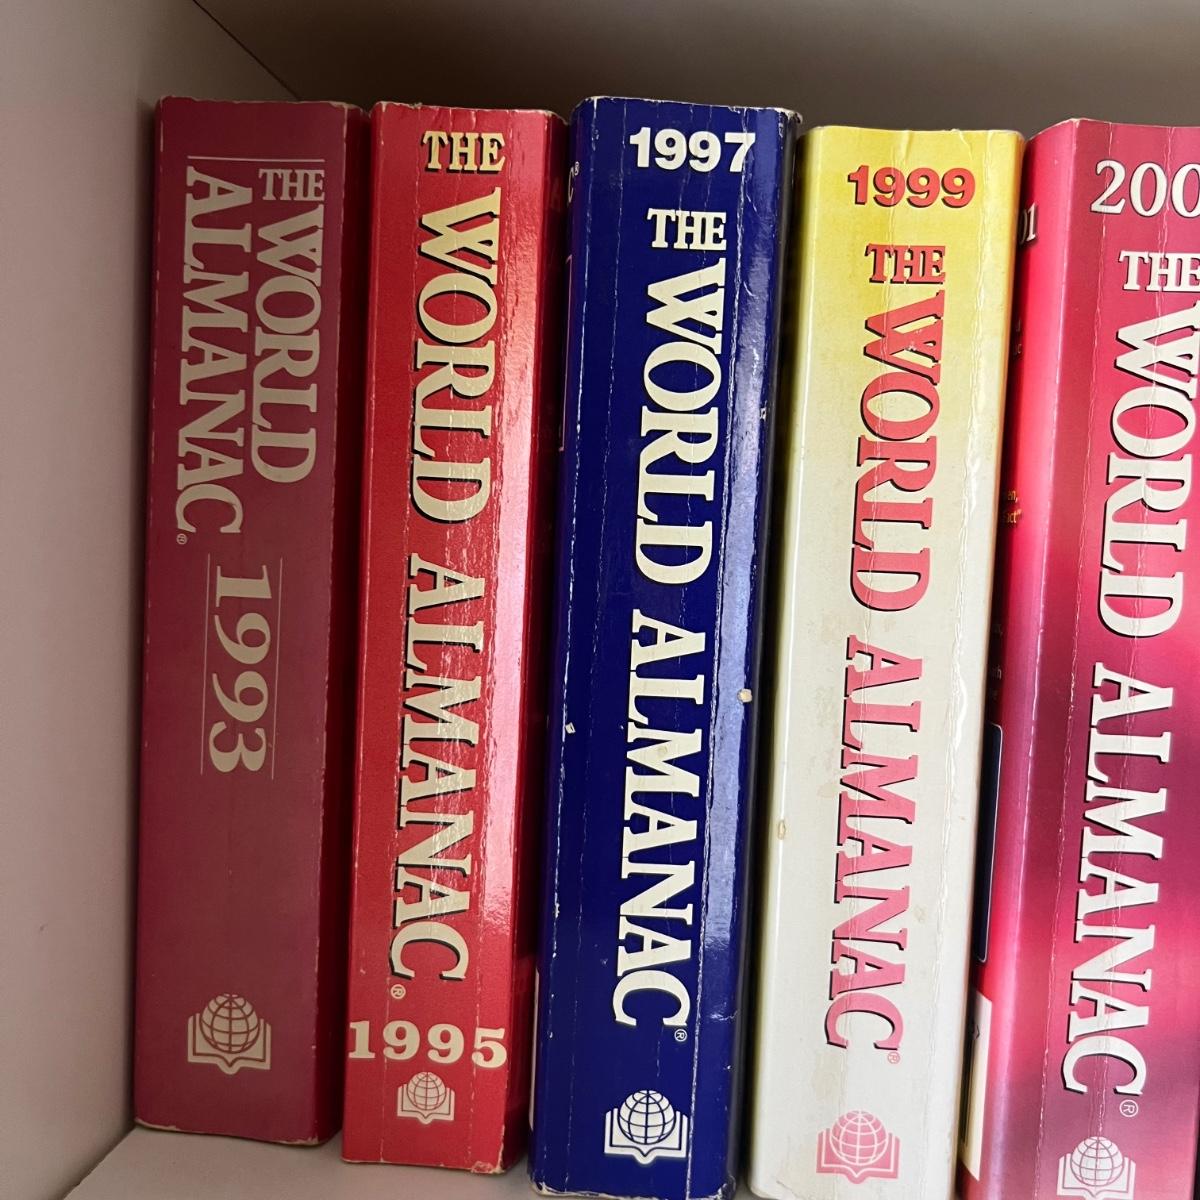 THE WORLD
ALMANAC®
1993
THE WORLD ALMANAC®
1995
1997
THE WORLD ALMANAC®
1999
THE WORLD ALMANAC®
200
THE WORLD ALMANAC®